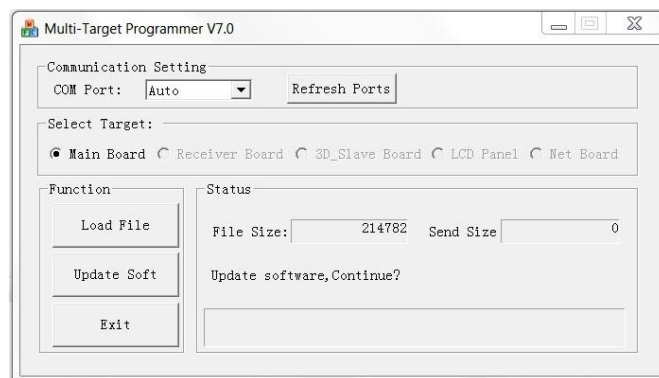 Multi-Target Programmer V7.0
Communication Setting
COM Port: Auto Refresh Ports
Select Target:
Main Board Receiver Board 3D_Slave Board LCD Panel Net Board
Function
Load File
Update Soft
Exit
Status
File Size: 214782 Send Size 0
Update software,Continue?